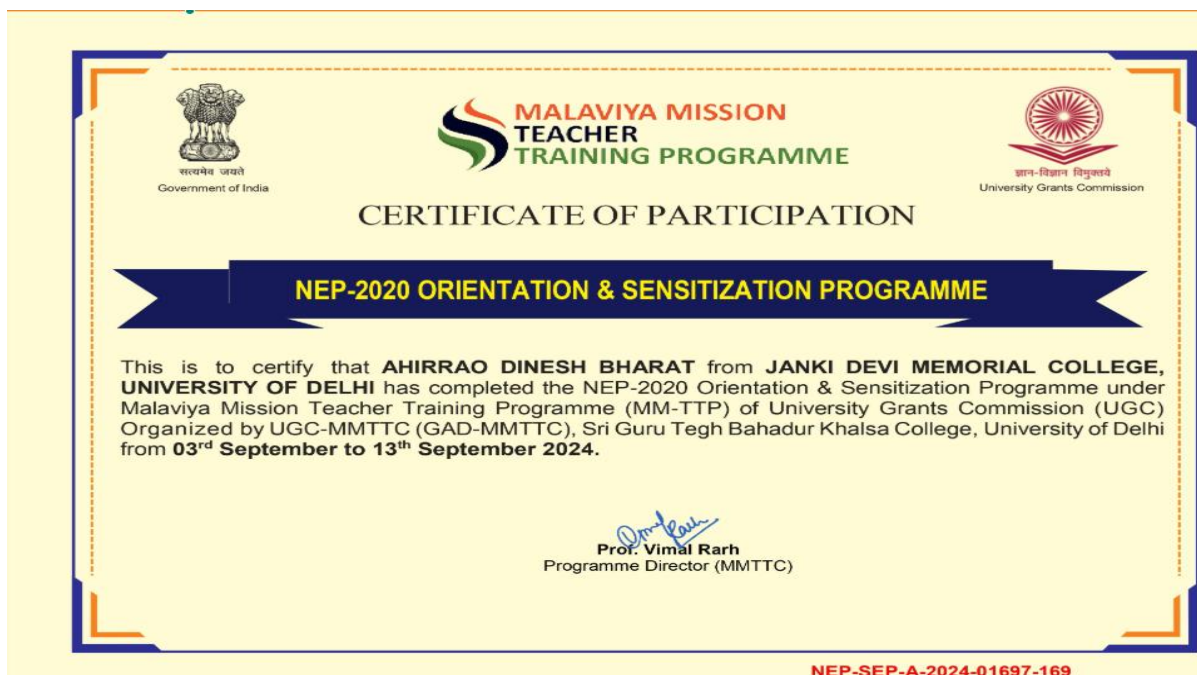 सत्यमेव जयते
Government of India
MALAVIYA MISSION
TEACHER
TRAINING PROGRAMME
ज्ञान-विज्ञान विमुक्तये
University Grants Commission
CERTIFICATE OF PARTICIPATION
NEP-2020 ORIENTATION & SENSITIZATION PROGRAMME
This is to certify that AHIRRAO DINESH BHARAT from JANKI DEVI MEMORIAL COLLEGE,
UNIVERSITY OF DELHI has completed the NEP-2020 Orientation & Sensitization Programme under
Malaviya Mission Teacher Training Programme (MM-TTP) of University Grants Commission (UGC)
Organized by UGC-MMTTC (GAD-MMTTC), Sri Guru Tegh Bahadur Khalsa College, University of Delhi
from 03rd September to 13th September 2024.
Prof. Vimal Rarh
Programme Director (MMTTC)
NEP-SEP-A-2024-01697-169